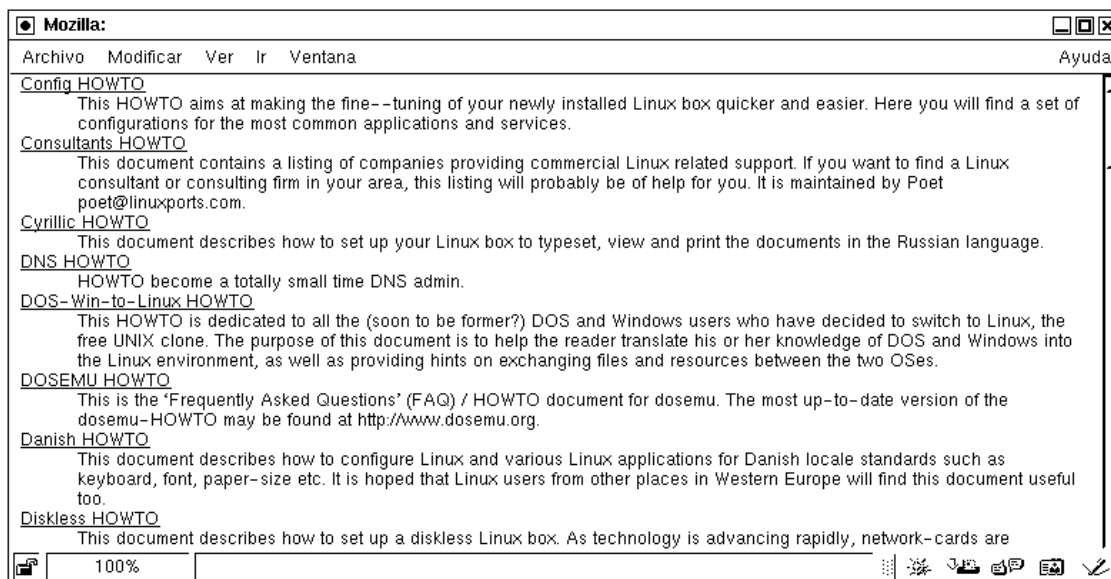 Mozilla:
Archivo Modificar Ver Ir Ventana Ayuda
Config HOWTO
This HOWTO aims at making the fine--tuning of your newly installed Linux box quicker and easier. Here you will find a set of
configurations for the most common applications and services.
Consultants HOWTO
This document contains a listing of companies providing commercial Linux related support. If you want to find a Linux
consultant or consulting firm in your area, this listing will probably be of help for you. It is maintained by Poet
poet@linuxports.com.
Cyrillic HOWTO
This document describes how to set up your Linux box to typeset, view and print the documents in the Russian language.
DNS HOWTO
HOWTO become a totally small time DNS admin.
DOS-Win-to-Linux HOWTO
This HOWTO is dedicated to all the (soon to be former?) DOS and Windows users who have decided to switch to Linux, the
free UNIX clone. The purpose of this document is to help the reader translate his or her knowledge of DOS and Windows into
the Linux environment, as well as providing hints on exchanging files and resources between the two OSes.
DOSEMU HOWTO
This is the 'Frequently Asked Questions' (FAQ) / HOWTO document for dosemu. The most up-to-date version of the
dosemu-HOWTO may be found at http://www.dosemu.org.
Danish HOWTO
This document describes how to configure Linux and various Linux applications for Danish locale standards such as
keyboard, font, paper-size etc. It is hoped that Linux users from other places in Western Europe will find this document useful
too.
Diskless HOWTO
This document describes how to set up a diskless Linux box. As technology is advancing rapidly, network-cards are
100%